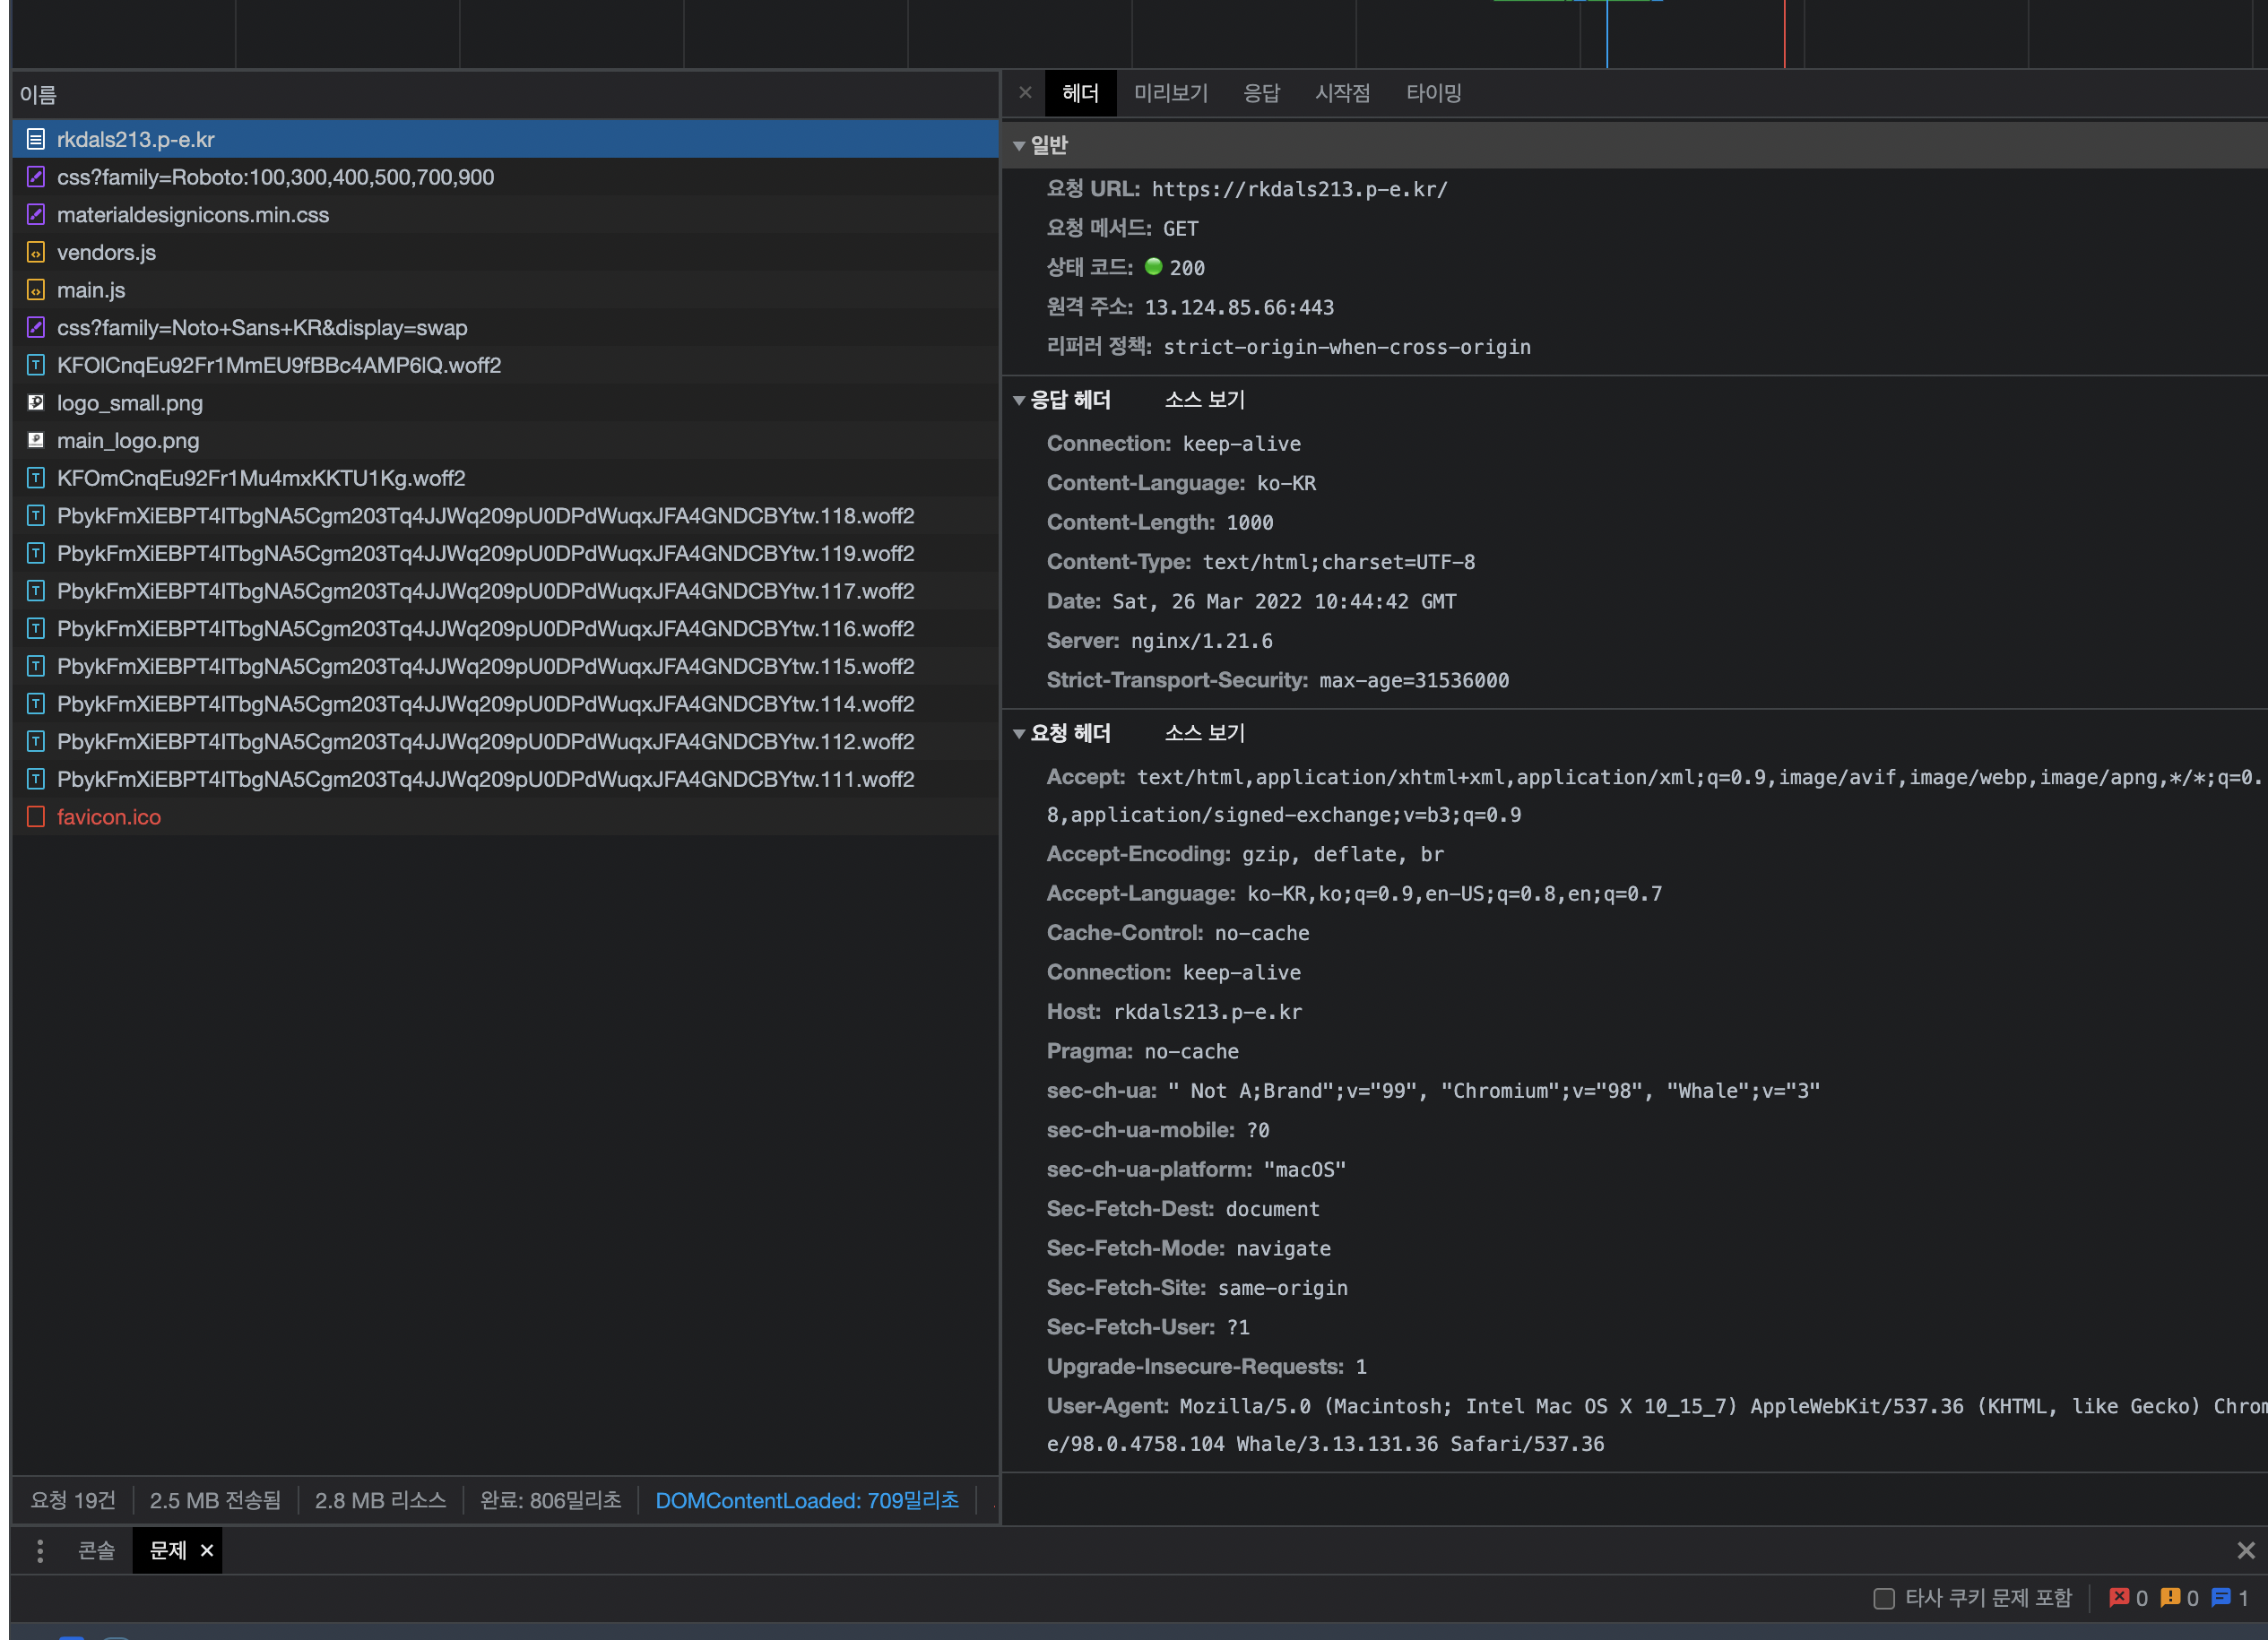 이름
rkdals213.p-e.kr
css?family=Roboto:100,300,400,500,700,900
materialdesignicons.min.css
vendors.js
main.js
css?family=Noto+Sans+KR&display=swap
KFOlCnqEu92Fr1MmEU9fBBc4AMP6lQ.woff2
logo_small.png
main_logo.png
KFOmCnqEu92Fr1Mu4mxKKTU1Kg.woff2
PbykFmXiEBPT4ITbgNA5Cgm203Tq4JJWq209pU0DPdWuqxJFA4GNDCBYtw.118.woff2
PbykFmXiEBPT4ITbgNA5Cgm203Tq4JJWq209pU0DPdWuqxJFA4GNDCBYtw.119.woff2
PbykFmXiEBPT4ITbgNA5Cgm203Tq4JJWq209pU0DPdWuqxJFA4GNDCBYtw.117.woff2
PbykFmXiEBPT4ITbgNA5Cgm203Tq4JJWq209pU0DPdWuqxJFA4GNDCBYtw.116.woff2
PbykFmXiEBPT4ITbgNA5Cgm203Tq4JJWq209pU0DPdWuqxJFA4GNDCBYtw.115.woff2
PbykFmXiEBPT4ITbgNA5Cgm203Tq4JJWq209pU0DPdWuqxJFA4GNDCBYtw.114.woff2
PbykFmXiEBPT4ITbgNA5Cgm203Tq4JJWq209pU0DPdWuqxJFA4GNDCBYtw.112.woff2
PbykFmXiEBPT4ITbgNA5Cgm203Tq4JJWq209pU0DPdWuqxJFA4GNDCBYtw.111.woff2
favicon.ico
요청 19건 2.5 MB 전송됨 2.8 MB 리소스 완료: 806밀리초 DOMContentLoaded: 709밀리초
헤더 미리보기 응답 시작점 타이밍
일반
요청 URL: https://rkdals213.p-e.kr/
요청 메서드: GET
상태 코드: 200
원격 주소: 13.124.85.66:443
리퍼러 정책: strict-origin-when-cross-origin
응답 헤더 소스 보기
Connection: keep-alive
Content-Language: ko-KR
Content-Length: 1000
Content-Type: text/html;charset=UTF-8
Date: Sat, 26 Mar 2022 10:44:42 GMT
Server: nginx/1.21.6
Strict-Transport-Security: max-age=31536000
요청 헤더 소스 보기
Accept: text/html,application/xhtml+xml,application/xml;q=0.9,image/avif,image/webp,image/apng,*/*;q=0.
8,application/signed-exchange;v=b3;q=0.9
Accept-Encoding: gzip, deflate, br
Accept-Language: ko-KR,ko;q=0.9,en-US;q=0.8,en;q=0.7
Cache-Control: no-cache
Connection: keep-alive
Host: rkdals213.p-e.kr
Pragma: no-cache
sec-ch-ua: " Not A;Brand";v="99", "Chromium";v="98", "Whale";v="3"
sec-ch-ua-mobile: ?0
sec-ch-ua-platform: "macOS"
Sec-Fetch-Dest: document
Sec-Fetch-Mode: navigate
Sec-Fetch-Site: same-origin
Sec-Fetch-User: ?1
Upgrade-Insecure-Requests: 1
User-Agent: Mozilla/5.0 (Macintosh; Intel Mac OS X 10_15_7) AppleWebKit/537.36 (KHTML, like Gecko) Chrom
e/98.0.4758.104 Whale/3.13.131.36 Safari/537.36
콘솔 문제
타사 쿠키 문제 포함 0 0 1